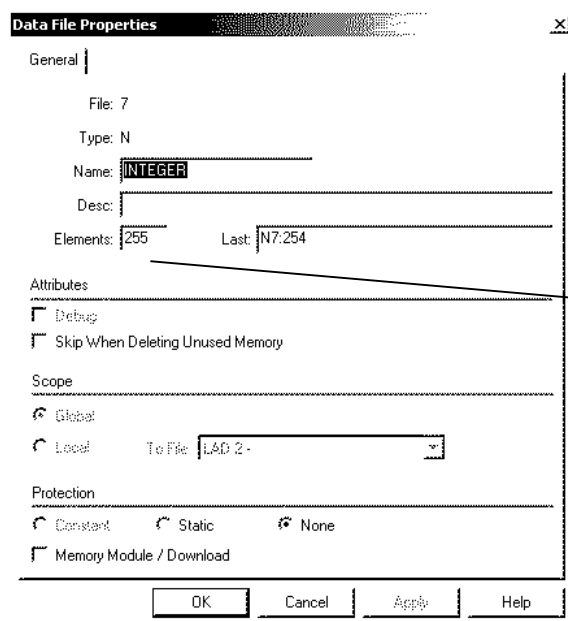 Data File Properties
General
File: 7
Type: N
Name: INTEGER
Desc:
Elements: 255 Last: N7:254
Attributes
Debug
Skip When Deleting Unused Memory
Scope
Global
Local To File LAD 2 -
Protection
Constant Static None
Memory Module / Download
OK Cancel Apply Help